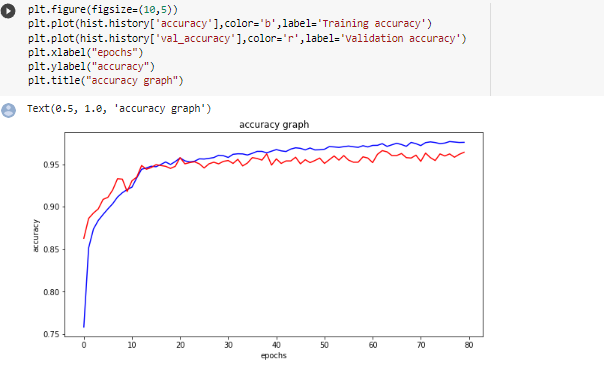 plt.figure(figsize=(10,5))
plt.plot(hist.history['accuracy'],color='b',label='Training accuracy')
plt.plot(hist.history['val_accuracy'],color='r',label='Validation accuracy')
plt.xlabel("epochs")
plt.ylabel("accuracy")
plt.title("accuracy graph")
Text(0.5, 1.0, 'accuracy graph')
accuracy graph
0.95
0.90
0.85
0.80
0.75
accuracy
0 10 20 30 40 50 60 70 80
epochs